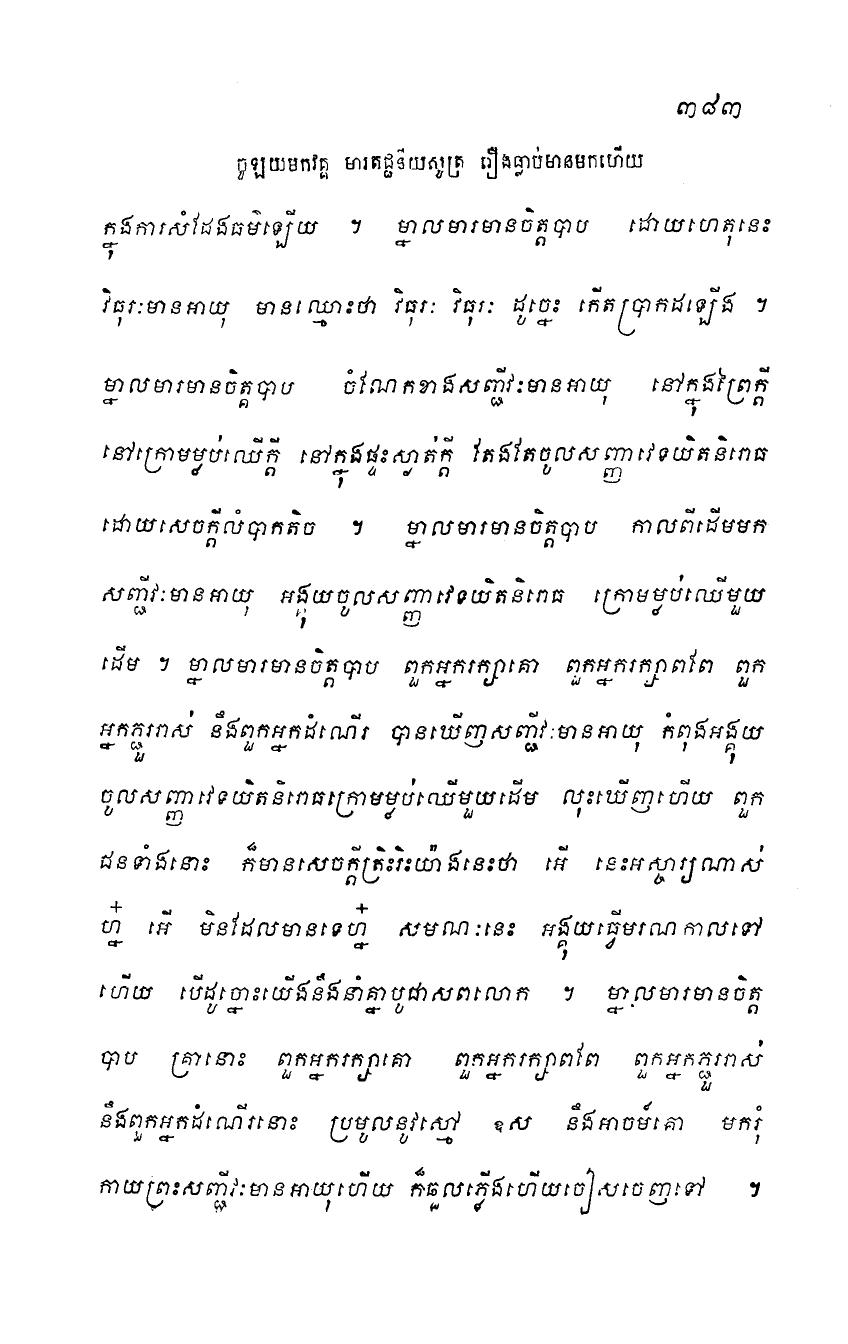 ៣៨៣
ចូឡយមកវគ្គ មារតជ្ជនីយសូត្រ រឿងធ្លាប់មានមកហើយ
ក្នុងការសំដែងធម៌ឡើយ ។ ម្នាលមារមានចិត្តបាប ដោយហេតុនេះ
វិធុរៈមានអាយុ មានឈ្មោះថា វិធុរៈ វិធុរៈ ដូច្នេះ កើតប្រាកដឡើង ។
ម្នាលមារមានចិត្តបាប ចំណែកខាងសញ្ជីវៈមានអាយុ នៅក្នុងព្រៃក្តី
នៅក្រោមម្លប់ឈើក្តី នៅក្នុងផ្ទះស្ងាត់ក្តី តែងតែចូលសញ្ញាវេទយិតនិរោធ
ដោយសេចក្តីលំបាកតិច ។ ម្នាលមារមានចិត្តបាប កាលពីដើមមក
សញ្ជីវៈមានអាយុ អង្គុយចូលសញ្ញាវេទយិតនិរោធ ក្រោមម្លប់ឈើមួយ
ដើម ។ ម្នាលមារមានចិត្តបាប ពួកអ្នករក្សាគោ ពួកអ្នករក្សាពពែ ពួក
អ្នកភ្ជួររាស់ នឹងពួកអ្នកដំណើរ បានឃើញសញ្ជីវៈមានអាយុ កំពុងអង្គុយ
ចូលសញ្ញាវេទយិតនិរោធក្រោមម្លប់ឈើមួយដើម លុះឃើញហើយ ពួក
ជនទាំងនោះ ក៏មានសេចក្តីត្រិះរិះយ៉ាងនេះថា អើ នេះអស្ចារ្យណាស់
ហ្ន៎ អើ មិនដែលមានទេហ្ន៎ សមណៈនេះ អង្គុយធ្វើមរណកាលទៅ
ហើយ បើដូច្នោះយើងនឹងនាំគ្នាបូជាសពលោក ។ ម្នាលមារមានចិត្ត
បាប គ្រានោះ ពួកអ្នករក្សាគោ ពួកអ្នករក្សាពពែ ពួកអ្នកភ្ជួររាស់
នឹងពួកអ្នកដំណើរនោះ ប្រមូលនូវស្មៅ ឧស នឹងអាចម៍គោ មករុំ
កាយព្រះសញ្ជីវៈមានអាយុហើយ ក៏ធួលភ្លើងហើយចៀសចេញទៅ ។